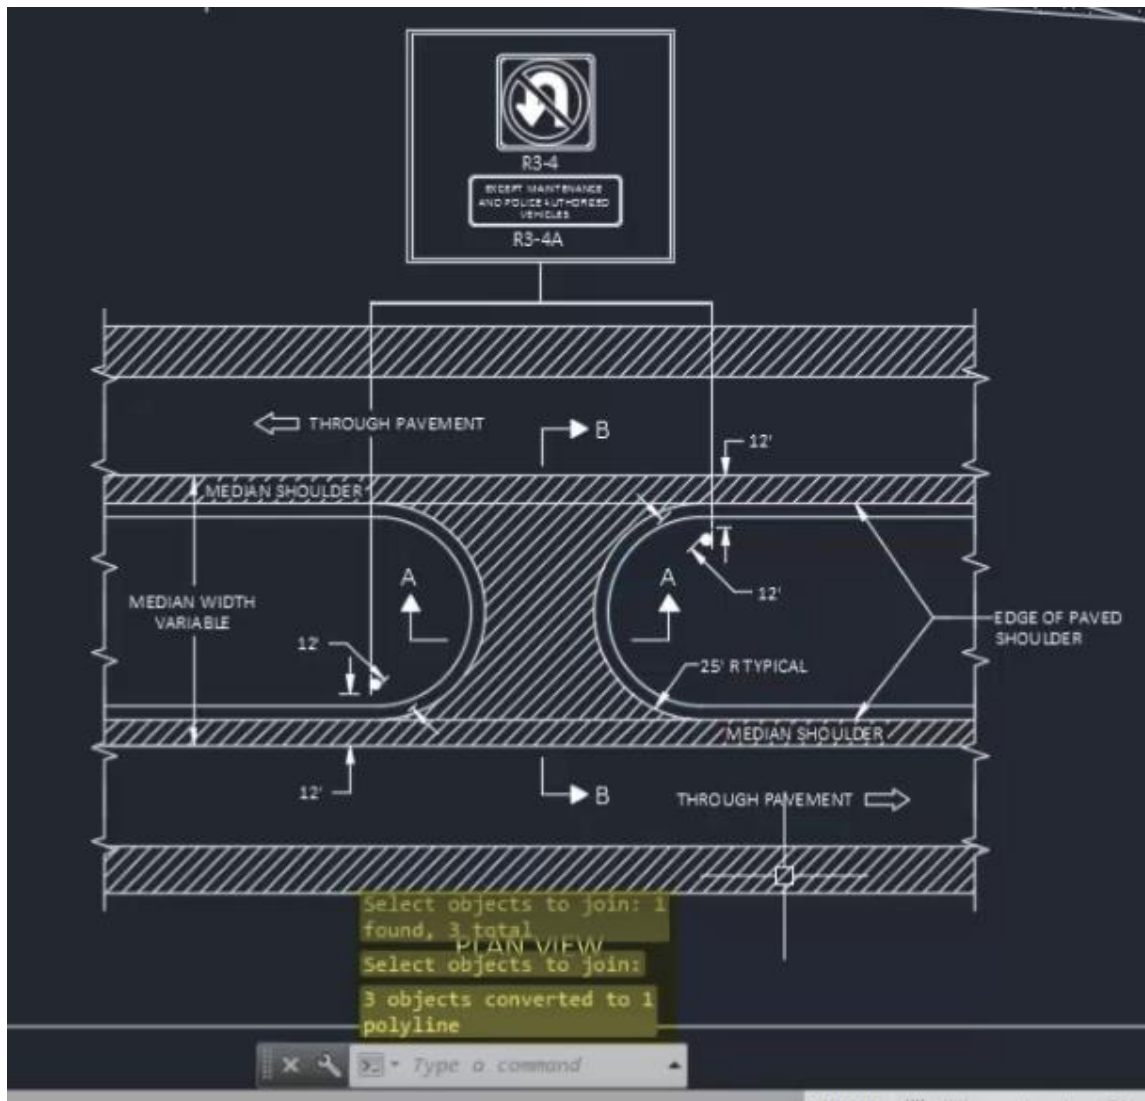 R3-4
EXCEPT MAINTENANCE
AND POLICE AUTHORIZED
VEHICLES
R3-4A
THROUGH PAVEMENT
B
12'
MEDIAN SHOULDER
A
A
MEDIAN WIDTH
VARIABLE
12'
12'
EDGE OF PAVED
SHOULDER
25' R TYPICAL
MEDIAN SHOULDER
12'
B
THROUGH PAVEMENT
Select objects to join: 1
found, 3 total
PLAN VIEW
Select objects to join:
3 objects converted to 1
polyline
Type a command